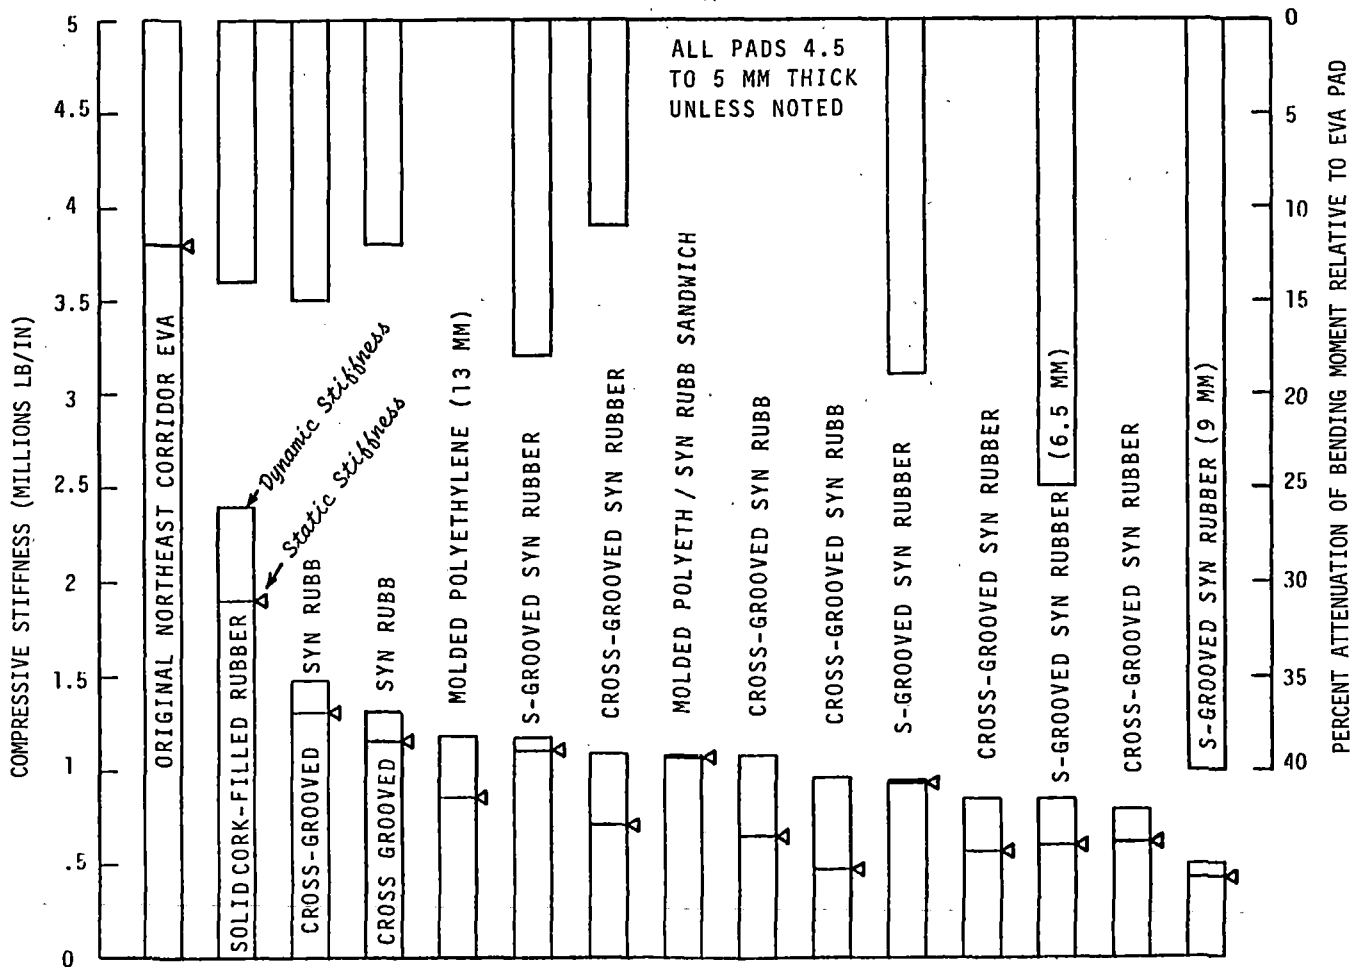 COMPRESSIVE STIFFNESS (MILLIONS LB/IN)
5
4.5
4
3.5
3
2.5
2
1.5
1
.5
0
ALL PADS 4.5
TO 5 MM THICK
UNLESS NOTED
ORIGINAL NORTHEAST CORRIDOR EVA
SOLID CORK-FILLED RUBBER
Dynamic Stiffness
Static Stiffness
CROSS-GROOVED SYN RUBB
CROSS GROOVED SYN RUBB
MOLDED POLYETHYLENE (13 MM)
S-GROOVED SYN RUBBER
CROSS-GROOVED SYN RUBBER
MOLDED POLYETH / SYN RUBB SANDWICH
CROSS-GROOVED SYN RUBB
CROSS-GROOVED SYN RUBB
S-GROOVED SYN RUBBER
CROSS-GROOVED SYN RUBBER
S-GROOVED SYN RUBBER (6.5 MM)
CROSS-GROOVED SYN RUBBER
S-GROOVED SYN RUBBER (9 MM)
0
5
10
15
20
25
30
35
40
PERCENT ATTENUATION OF BENDING MOMENT RELATIVE TO EVA PAD